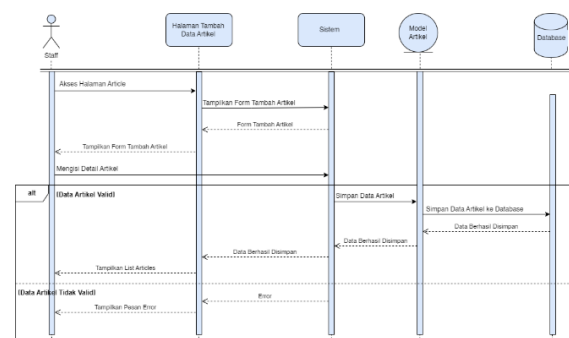 Staff
Halaman Tambah
Data Artikel
Sistem
Model
Artikel
Database
Akses Halaman Article
Tampilkan Form Tambah Artikel
Form Tambah Artikel
Tampilkan Form Tambah Artikel
Mengisi Detail Artikel
alt
[Data Artikel Valid]
Simpan Data Artikel
Simpan Data Artikel ke Database
Data Berhasil Disimpan
Data Berhasil Disimpan
Data Berhasil Disimpan
Tampilkan List Articles
[Data Artikel Tidak Valid]
Error
Tampilkan Pesan Error